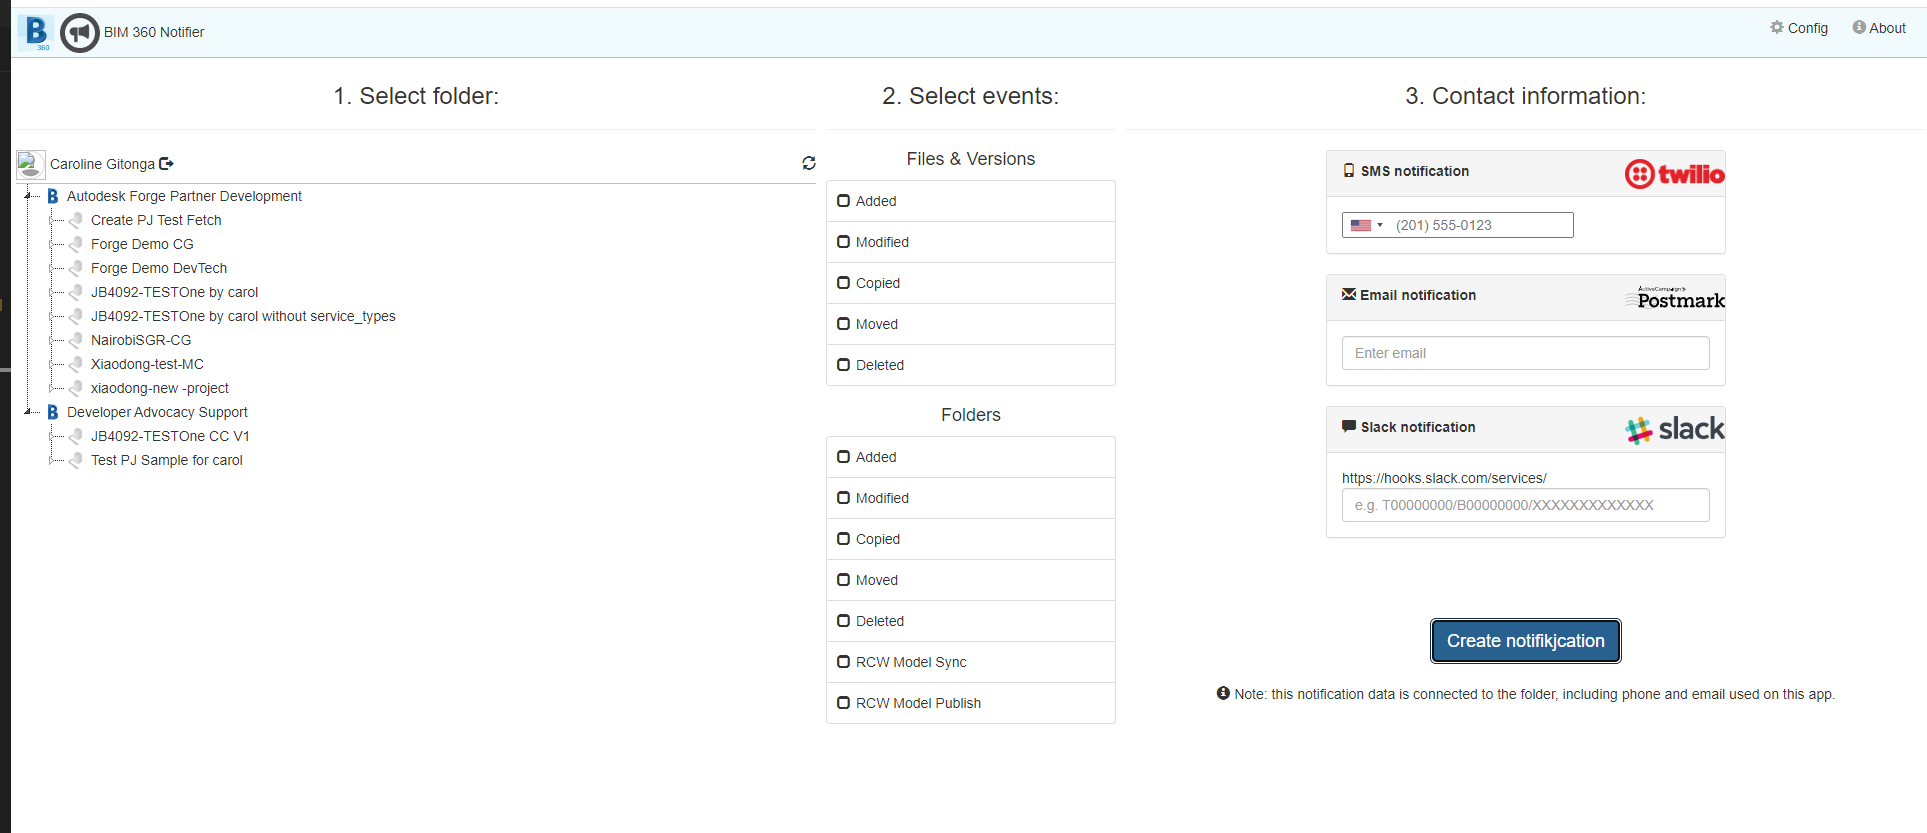 B
360
BIM 360 Notifier
Config
About
1. Select folder:
2. Select events:
3. Contact information:
Caroline Gitonga
B Autodesk Forge Partner Development
Create PJ Test Fetch
Forge Demo CG
Forge Demo DevTech
JB4092-TESTOne by carol
JB4092-TESTOne by carol without service_types
NairobiSGR-CG
Xiaodong-test-MC
xiaodong-new -project
B Developer Advocacy Support
JB4092-TESTOne CC V1
Test PJ Sample for carol
Files & Versions
Added
Modified
Copied
Moved
Deleted
Folders
Added
Modified
Copied
Moved
Deleted
RCW Model Sync
RCW Model Publish
SMS notification
twilio
(201) 555-0123
Email notification
ActiveCampaign
Postmark
Enter email
Slack notification
slack
https://hooks.slack.com/services/
e.g. T00000000/B00000000/XXXXXXXXXXXXX
Create notifikjcation
Note: this notification data is connected to the folder, including phone and email used on this app.